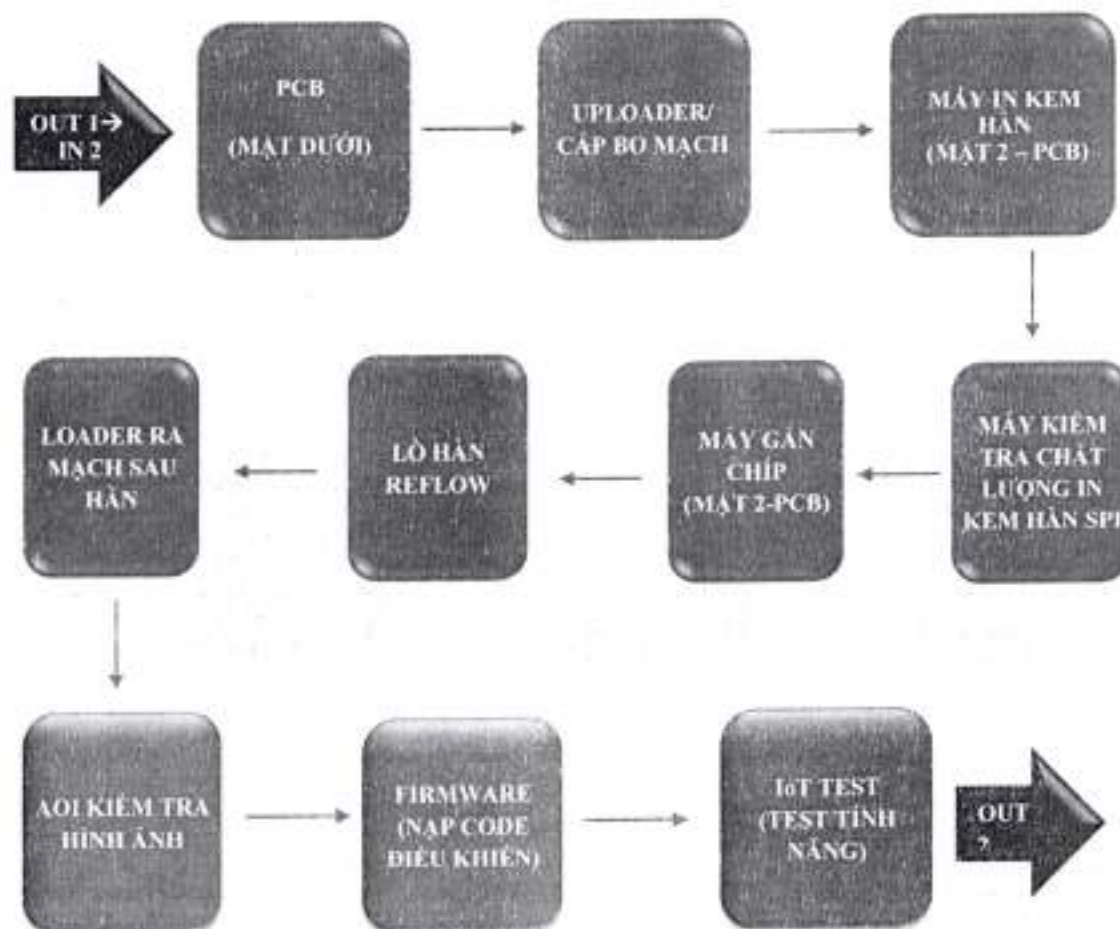 OUT 1→
IN 2
PCB
(MẶT DƯỚI)
UPLOADER/
CẤP BO MẠCH
MÁY IN KEM
HÀN
(MẶT 2 – PCB)
MÁY KIỂM
TRA CHẤT
LƯỢNG IN
KEM HÀN SPI
MÁY GẮN
CHÍP
(MẶT 2-PCB)
LÒ HÀN
REFLOW
LOADER RA
MẠCH SAU
HÀN
AOI KIỂM TRA
HÌNH ẢNH
FIRMWARE
(NẠP CODE
ĐIỀU KHIỂN)
IoT TEST
(TEST TÍNH
NĂNG)
OUT
2